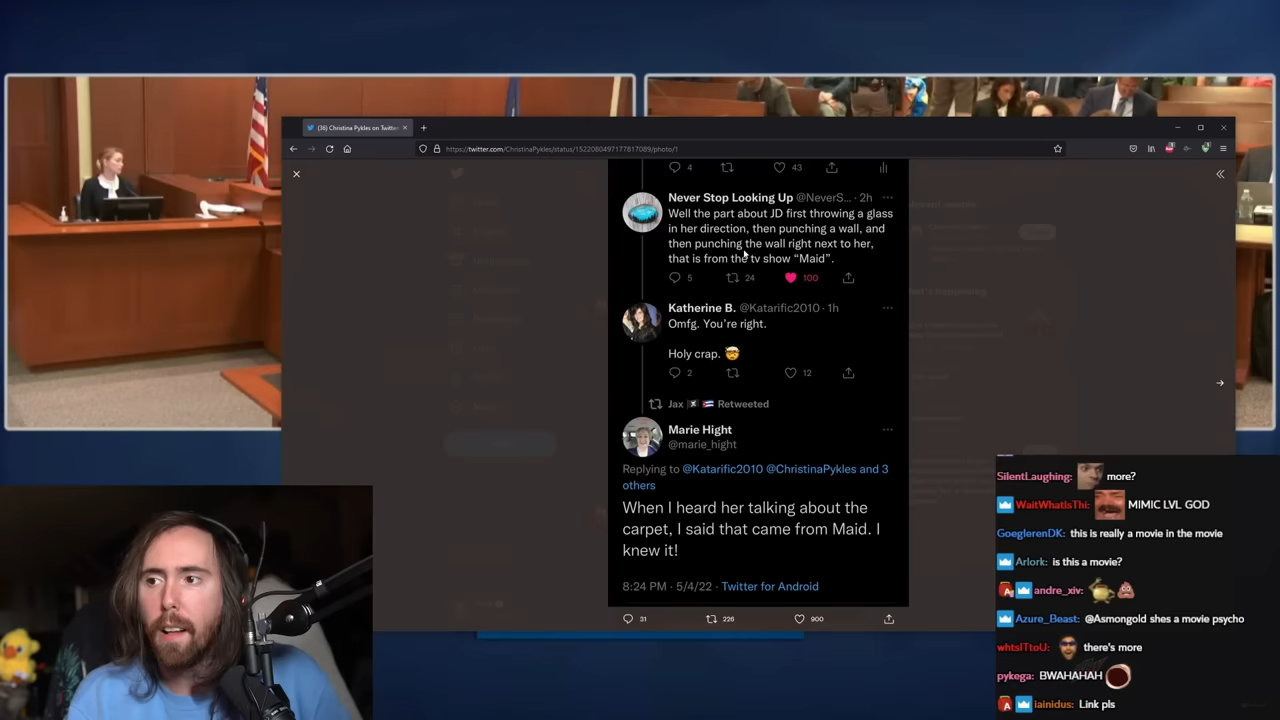 (36) Christina Pykles on Twitter
https://twitter.com/ChristinaPykles/status/1522080497177817089/photo/1
4 43
Never Stop Looking Up @NeverS... · 2h
Well the part about JD first throwing a glass
in her direction, then punching a wall, and
then punching the wall right next to her,
that is from the tv show “Maid”.
5 24 100
Katherine B. @Katarific2010 · 1h
Omfg. You’re right.
Holy crap. 🤯
2 12
Jax Retweeted
Marie Hight
@marie_hight
Replying to @Katarific2010 @ChristinaPykles and 3
others
When I heard her talking about the
carpet, I said that came from Maid. I
knew it!
8:24 PM · 5/4/22 · Twitter for Android
31 226 900
SilentLaughing: more?
WaitWhatIsThi: MIMIC LVL GOD
GoeglerenDK: this is really a movie in the movie
Arlork: is this a movie?
andre_xiv:
Azure_Beast: @Asmongold shes a movie psycho
whtsITtoU: there's more
pykega: BWAHAHAH
iainidus: Link pls